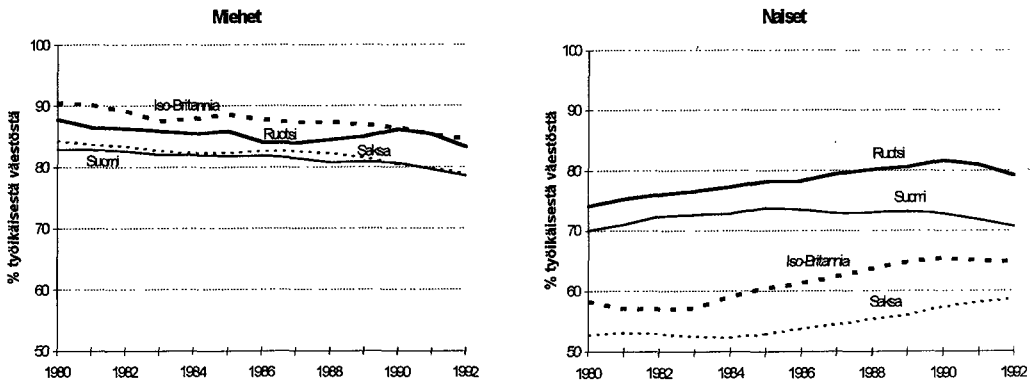 Miehet
% työikäisestä väestöstä
100
90
80
70
60
50
Iso-Britannia
Ruotsi
Saksa
Suomi
1980 1982 1984 1986 1988 1990 1992
Naiset
% työikäisestä väestöstä
100
90
80
70
60
50
Ruotsi
Suomi
Iso-Britannia
Saksa
1980 1982 1984 1986 1988 1990 1992